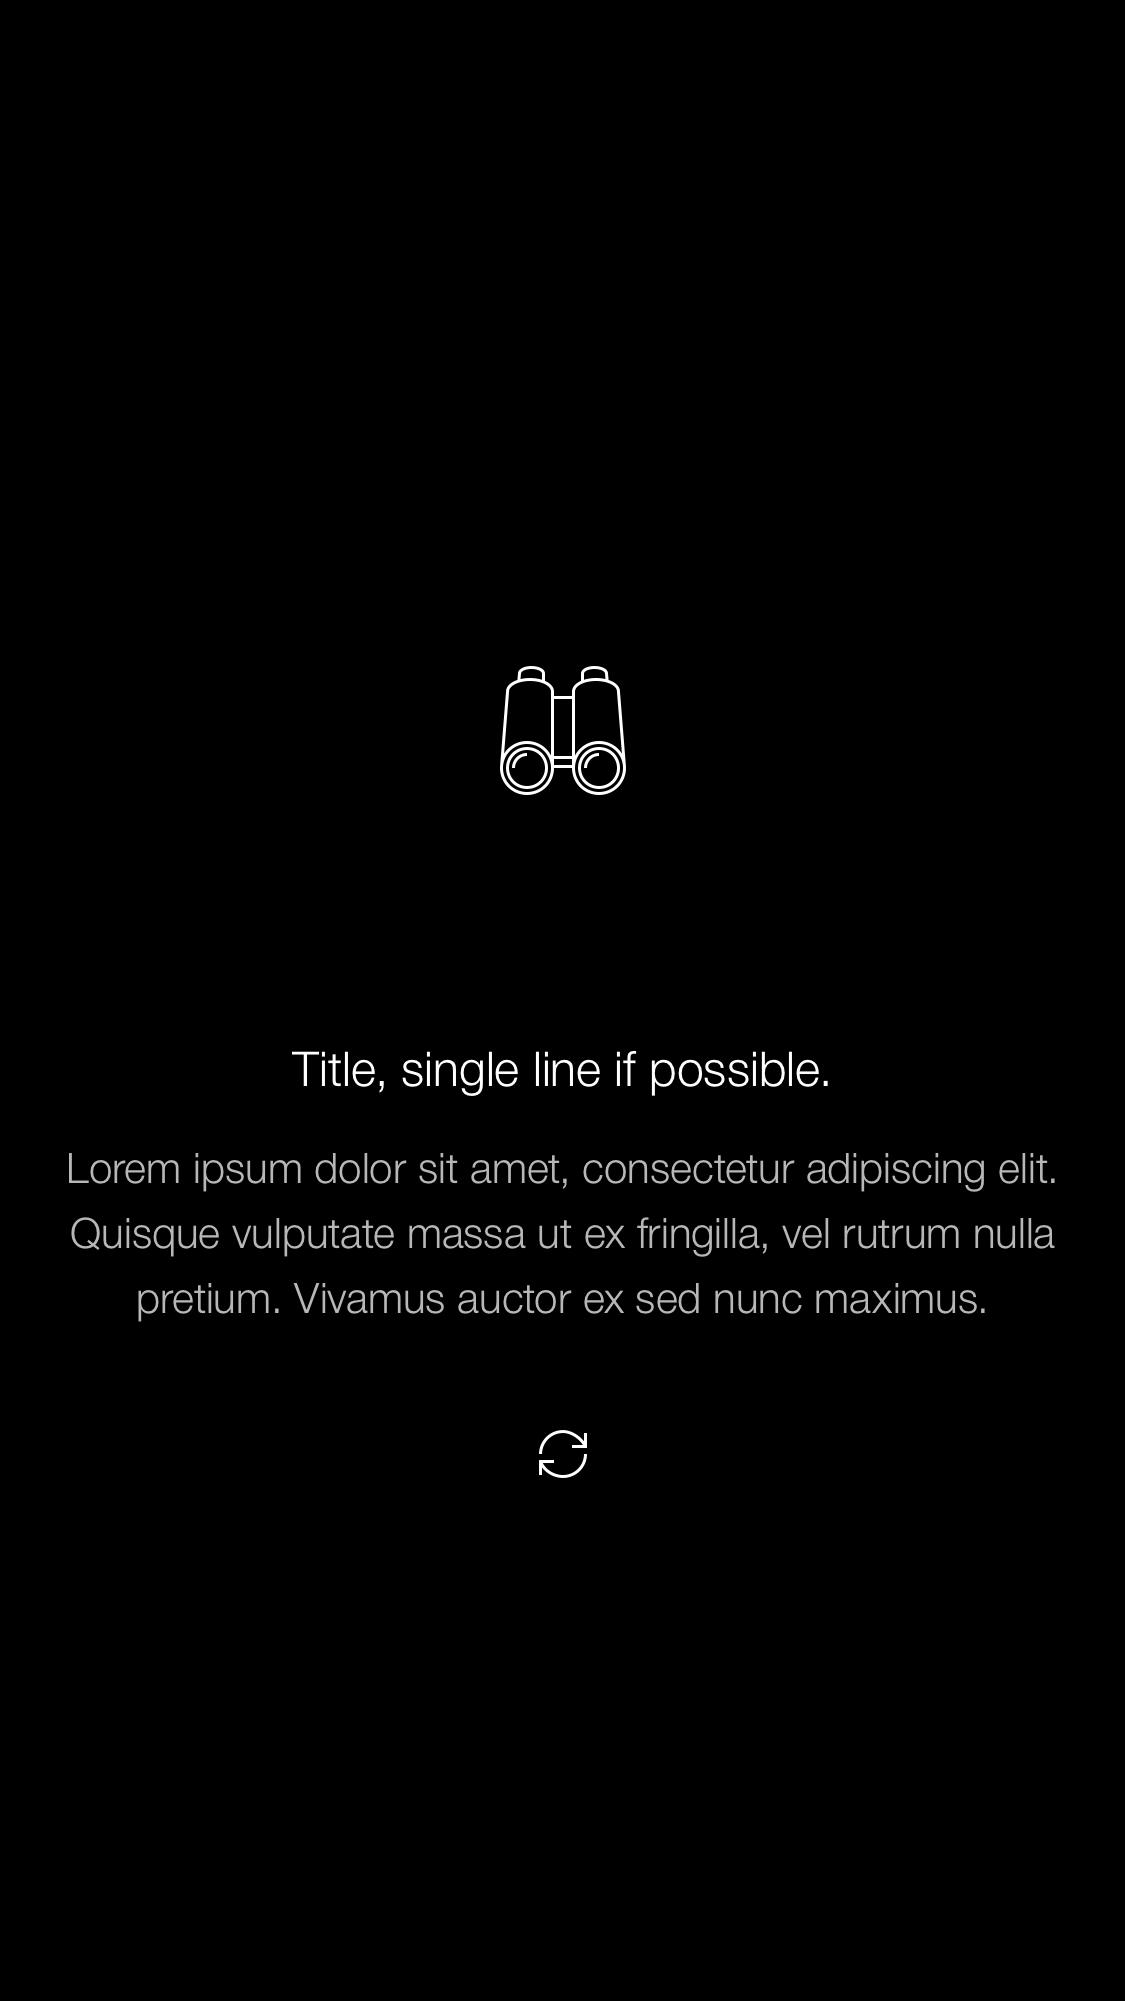 Title, single line if possible.
Lorem ipsum dolor sit amet, consectetur adipiscing elit.
Quisque vulputate massa ut ex fringilla, vel rutrum nulla
pretium. Vivamus auctor ex sed nunc maximus.